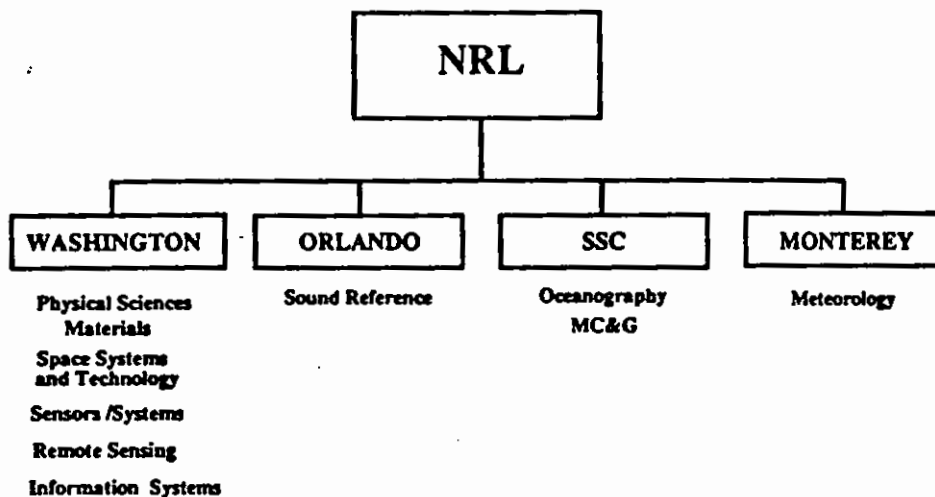 NRL
WASHINGTON
ORLANDO
SSC
MONTEREY
Physical Sciences
Materials
Space Systems
and Technology
Sensors /Systems
Remote Sensing
Information Systems
Sound Reference
Oceanography
MC&G
Meteorology